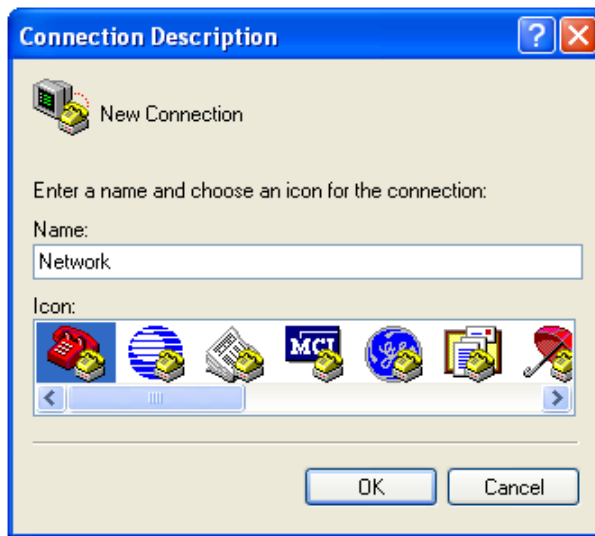 Connection Description
New Connection
Enter a name and choose an icon for the connection:
Name:
Network
Icon:
MCI
OK Cancel